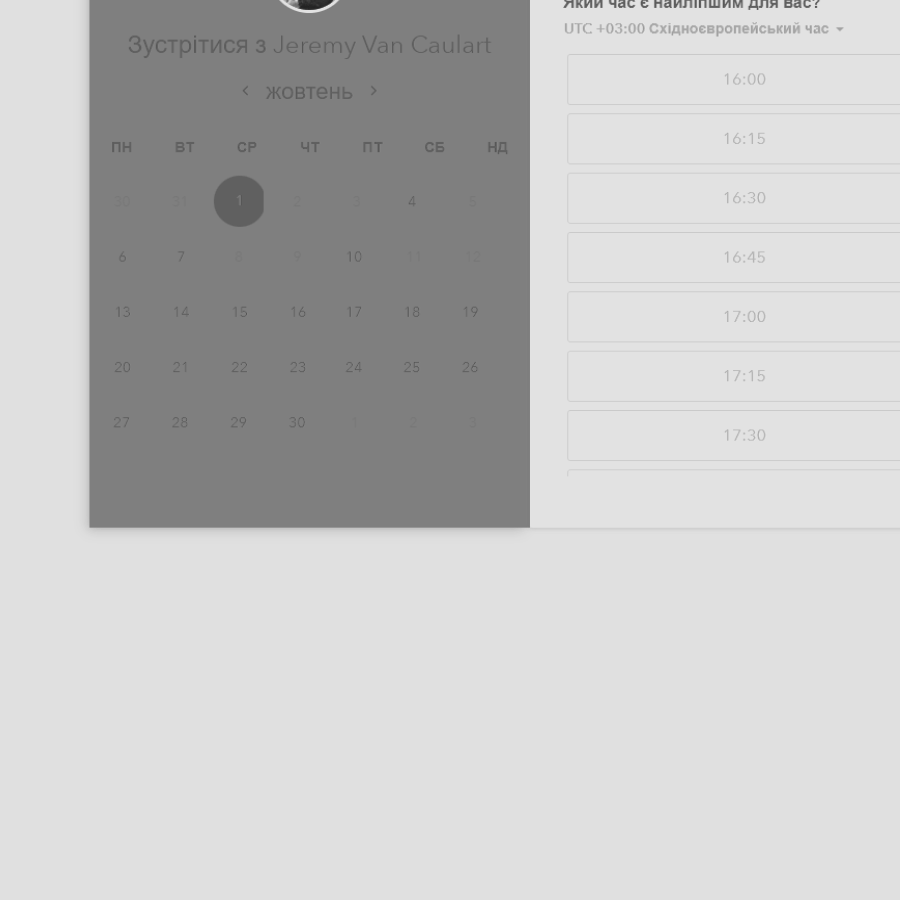 Зустрітися з Jeremy Van Caulart
жовтень
ПН ВТ СР ЧТ ПТ СБ НД
30 31 1 2 3 4 5
6 7 8 9 10 11 12
13 14 15 16 17 18 19
20 21 22 23 24 25 26
27 28 29 30 1 2 3
Який час є найліпшим для вас?
UTC +03:00 Східноєвропейський час
16:00
16:15
16:30
16:45
17:00
17:15
17:30